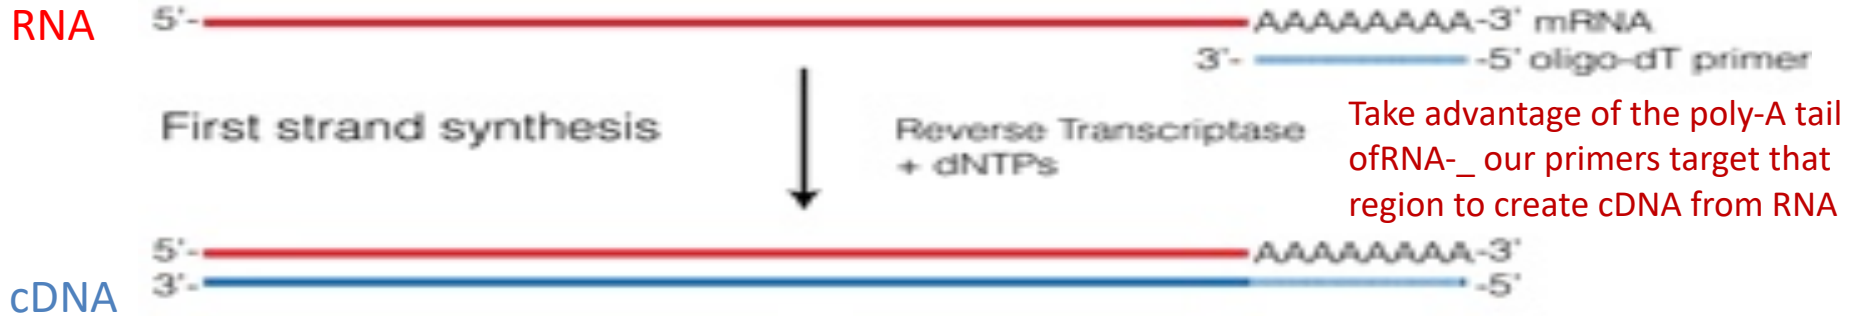 RNA
5'- AAAAAAAA-3' mRNA
3'- -5' oligo-dT primer
First strand synthesis
Reverse Transcriptase
+ dNTPs
Take advantage of the poly-A tail
ofRNA-_ our primers target that
region to create cDNA from RNA
5'- AAAAAAAA-3'
cDNA
3'- -5'